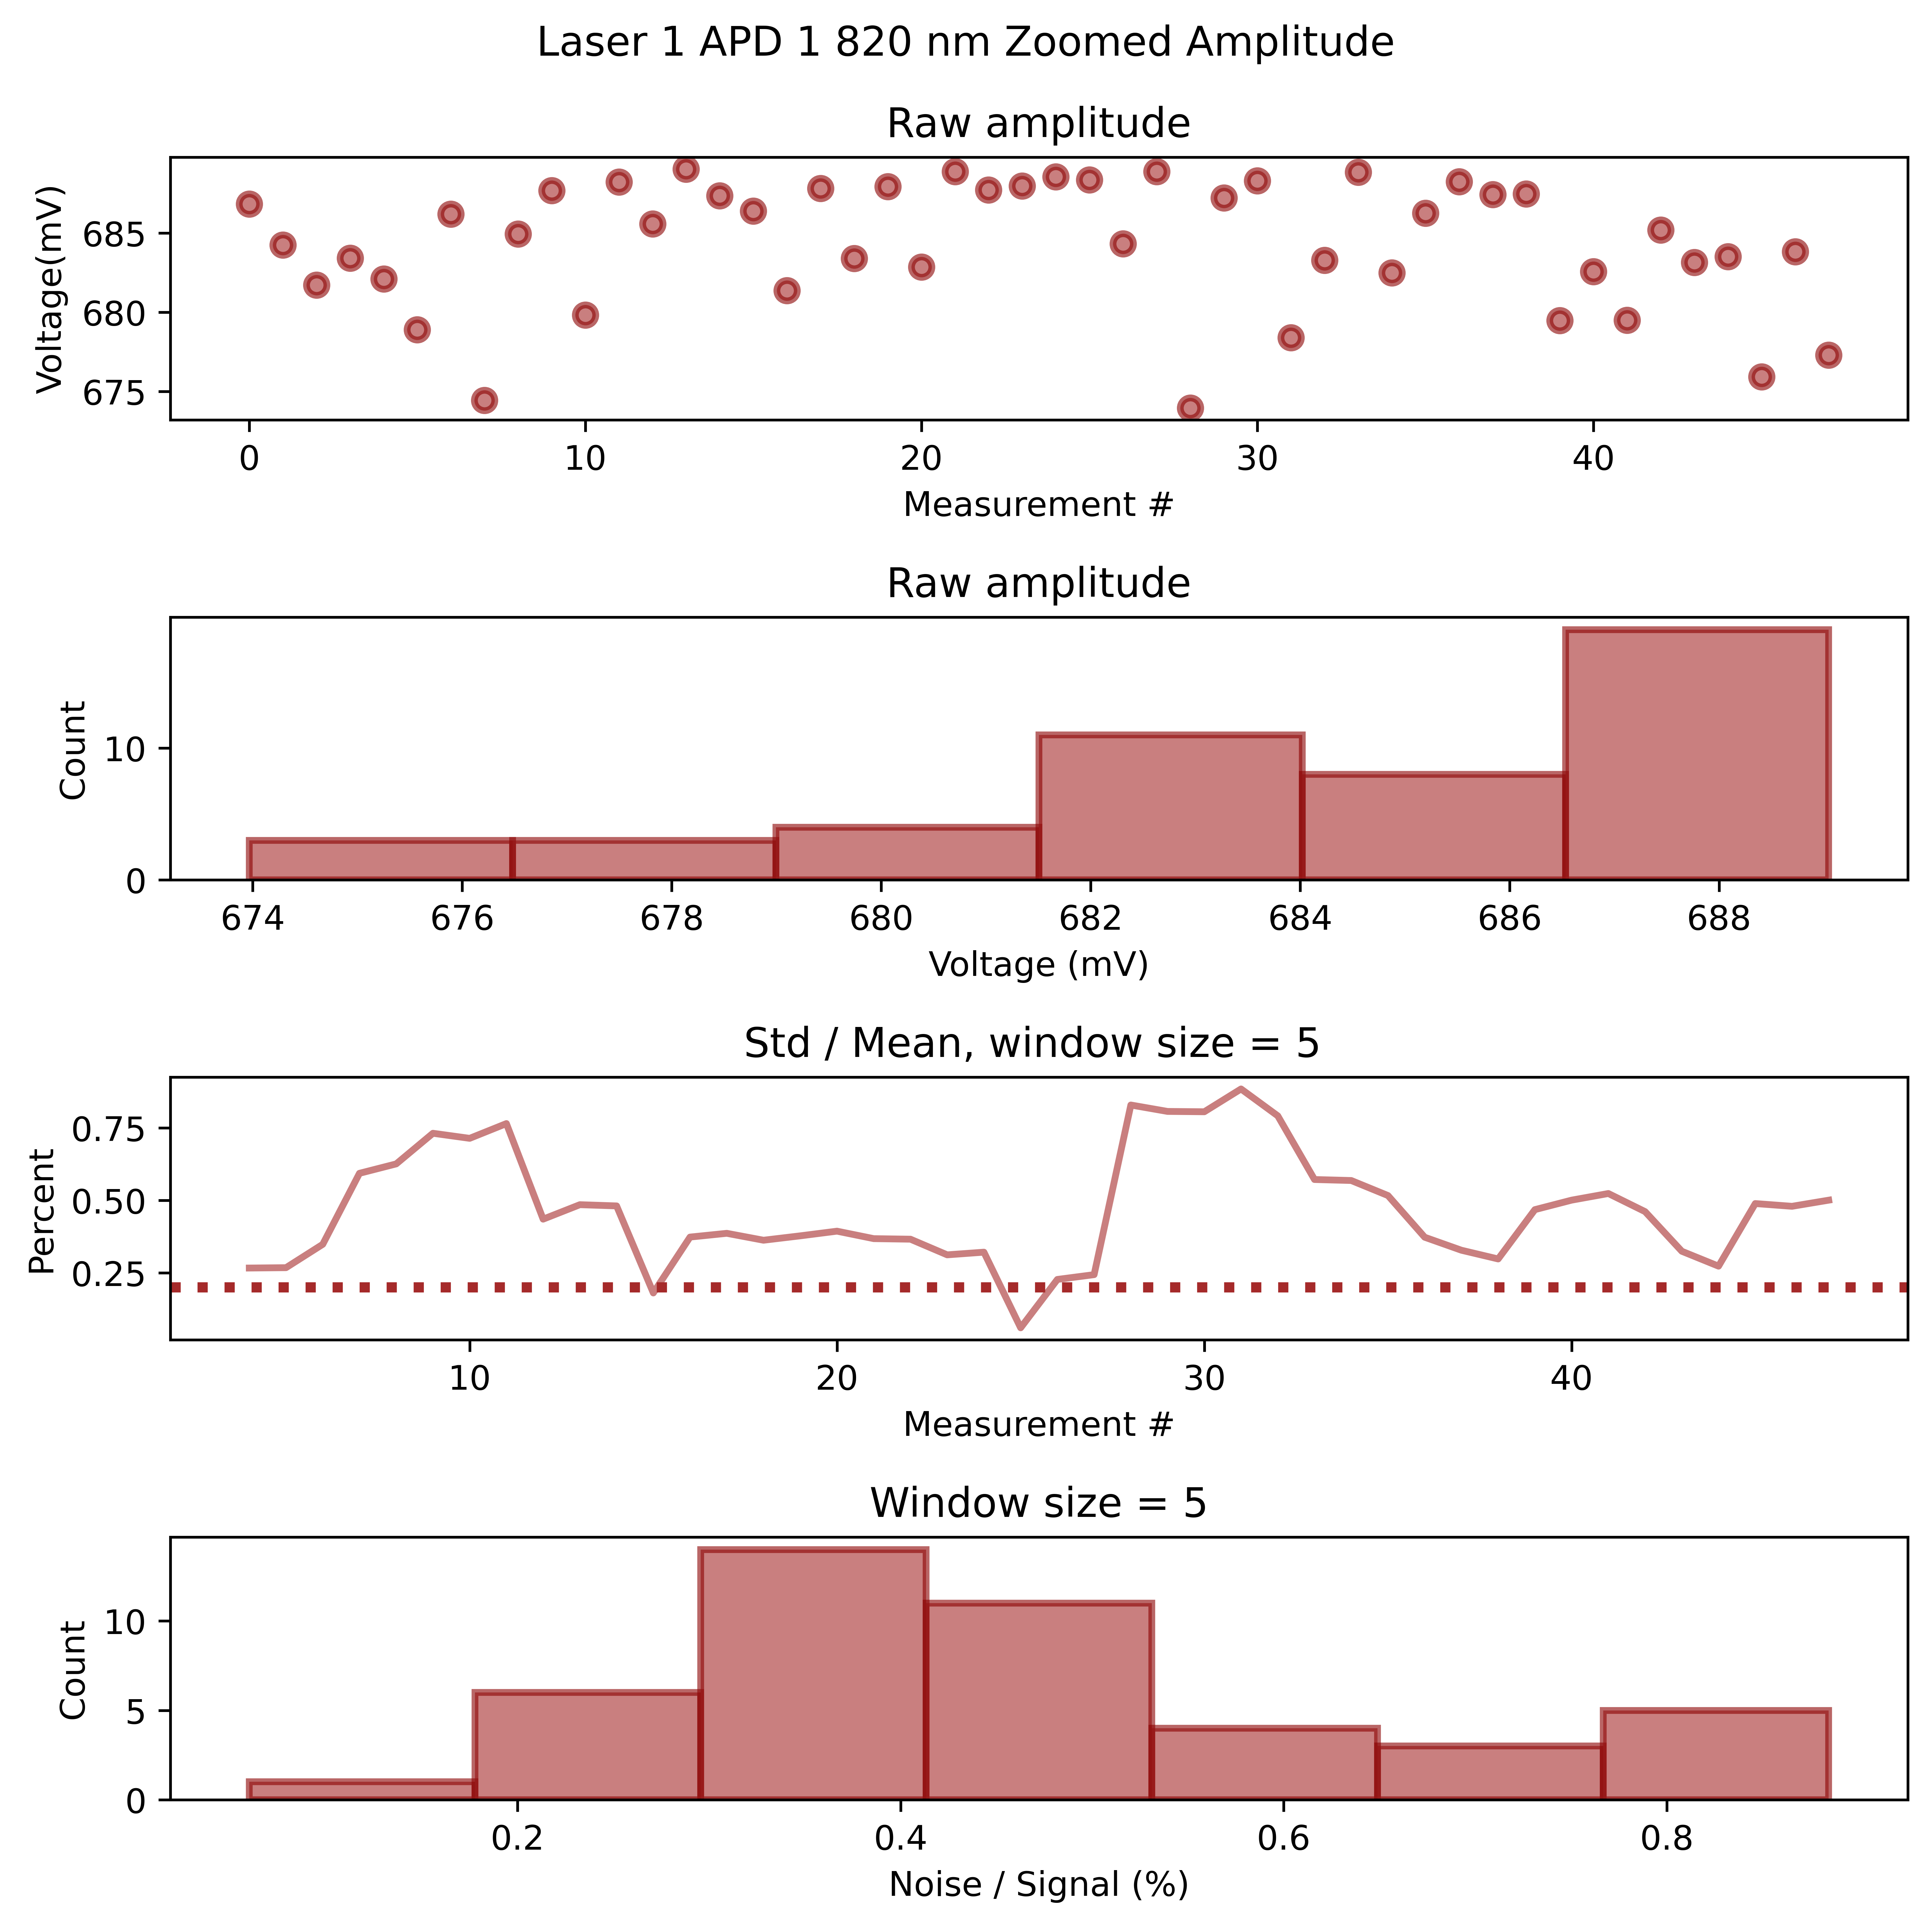 Laser 1 APD 1 820 nm Zoomed Amplitude
Raw amplitude
Voltage(mV)
685
680
675
0 10 20 30 40
Measurement #
Raw amplitude
Count
10
0
674 676 678 680 682 684 686 688
Voltage (mV)
Std / Mean, window size = 5
Percent
0.75
0.50
0.25
10 20 30 40
Measurement #
Window size = 5
Count
10
5
0
0.2 0.4 0.6 0.8
Noise / Signal (%)